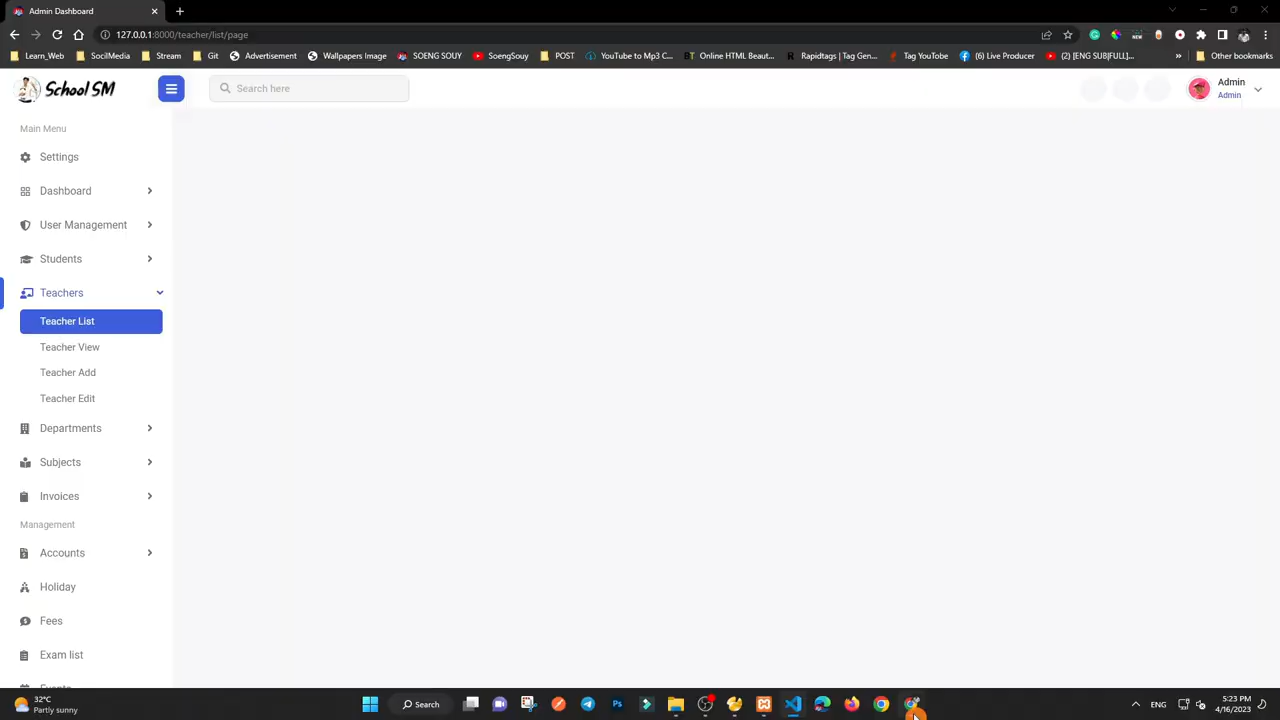 Admin Dashboard
127.0.0.1:8000/teacher/list/page
Learn_Web
SocilMedia
Stream
Git
Advertisement
Wallpapers Image
SOENG SOUY
SoengSouy
POST
YouTube to Mp3 C...
Online HTML Beaut...
Rapidtags | Tag Gen...
Tag YouTube
(6) Live Producer
(2) [ENG SUB|FULL]...
»
Other bookmarks
School SM
Search here
Admin
Admin
Main Menu
Settings
Dashboard
User Management
Students
Teachers
Teacher List
Teacher View
Teacher Add
Teacher Edit
Departments
Subjects
Invoices
Management
Accounts
Holiday
Fees
Exam list
Events
32°C
Partly sunny
Search
ENG
5:23 PM
4/16/2023